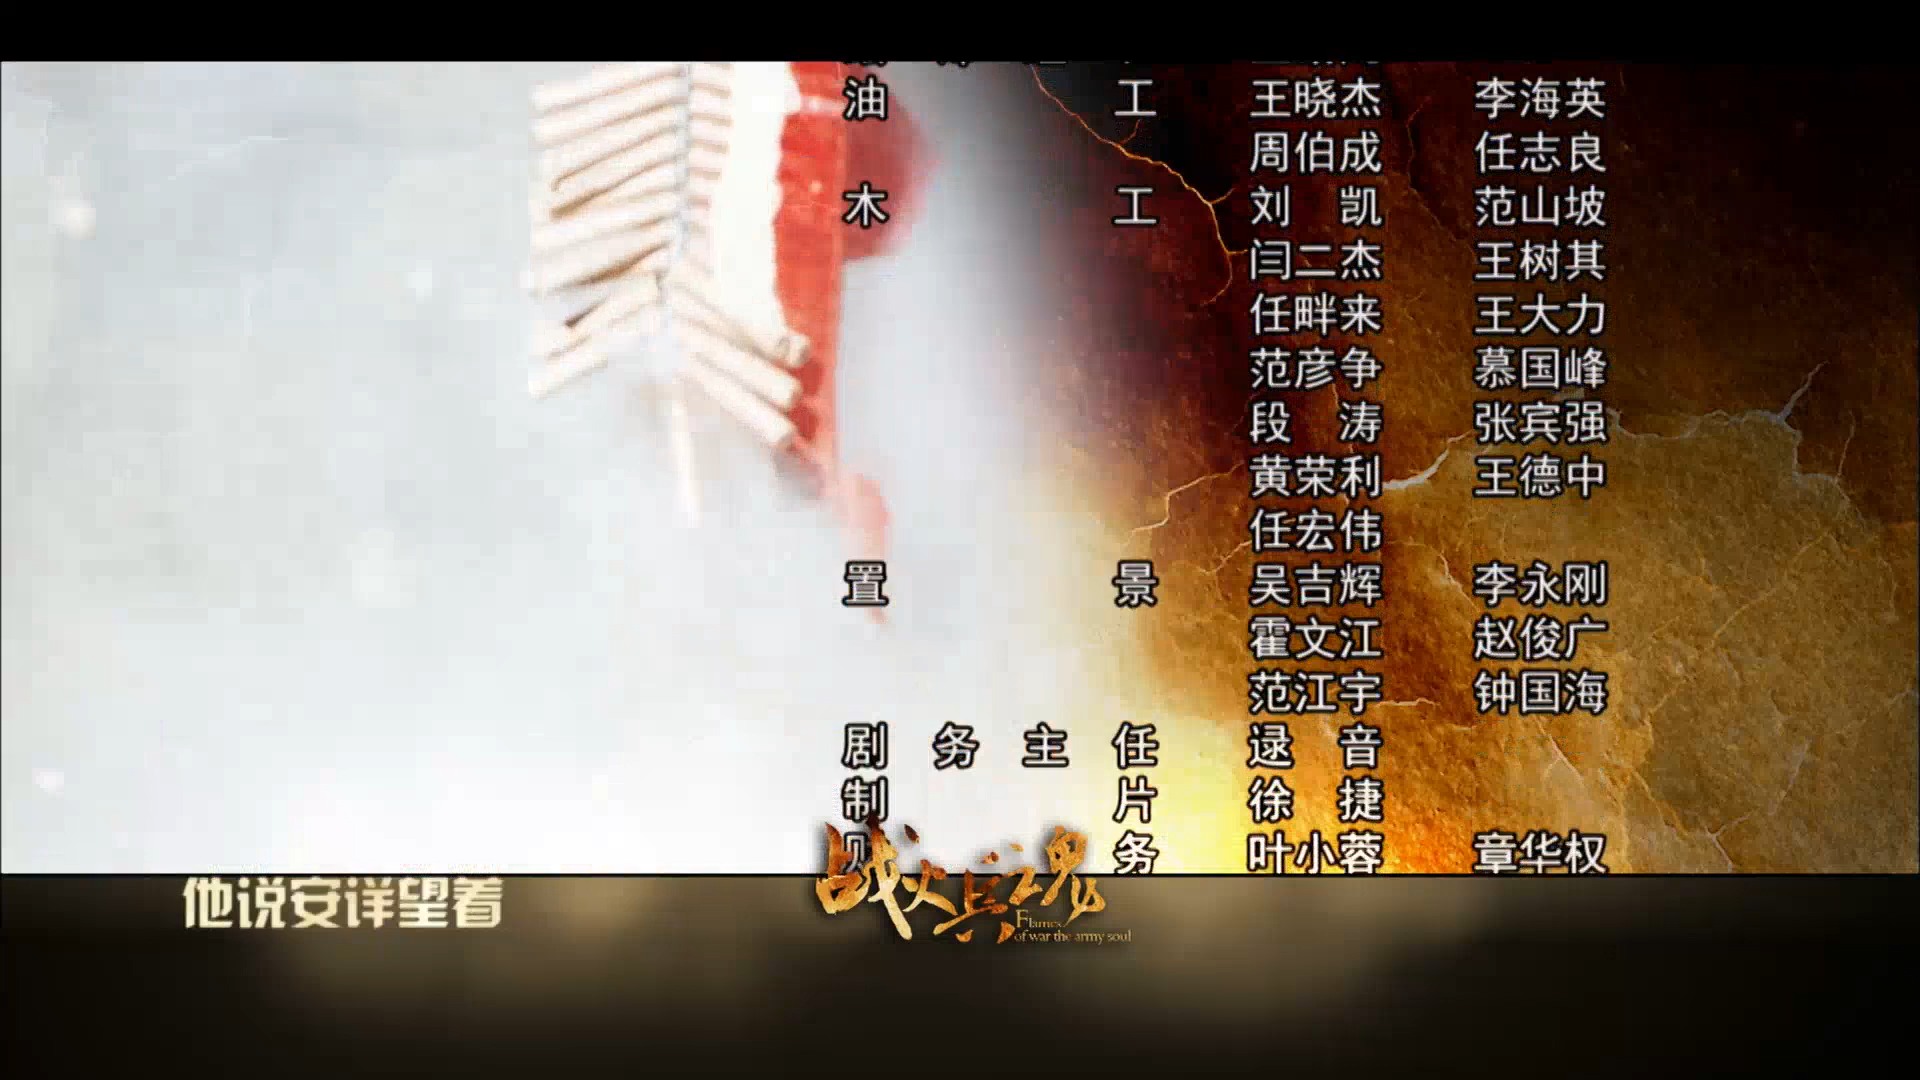 油工 王晓杰 李海英
周伯成 任志良
木工 刘凯 范山坡
闫二杰 王树其
任畔来 王大力
范彦争 慕国峰
段涛 张宾强
黄荣利 王德中
任宏伟
置景 吴吉辉 李永刚
霍文江 赵俊广
范江宇 钟国海
剧务主任 逯音
制片 徐捷
务 叶小蓉 章华权
他说安详望着
战火兵魂
Flames
of war the army soul